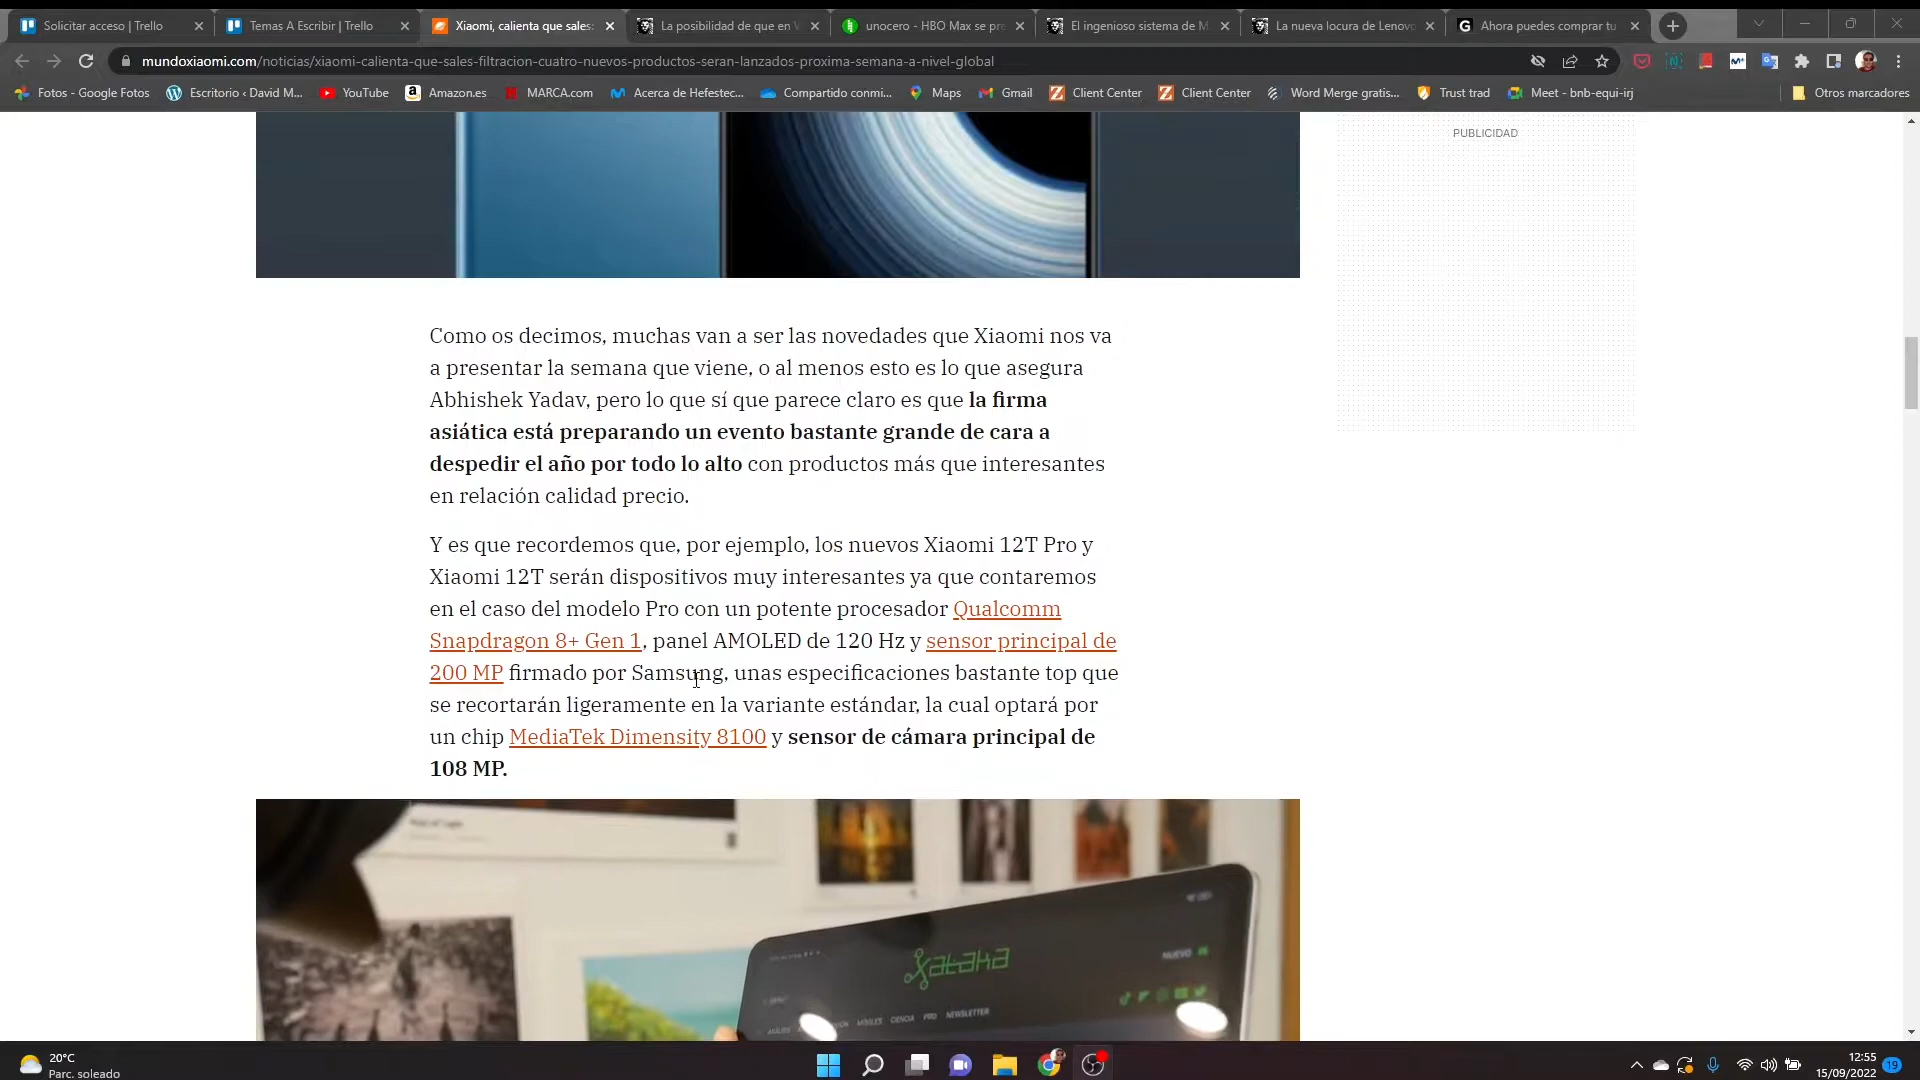 Solicitar acceso | Trello
Temas A Escribir | Trello
Xiaomi, calienta que sales:
La posibilidad de que en V
unocero - HBO Max se pre
El ingenioso sistema de M
La nueva locura de Lenovo
Ahora puedes comprar tu
mundoxiaomi.com/noticias/xiaomi-calienta-que-sales-filtracion-cuatro-nuevos-productos-seran-lanzados-proxima-semana-a-nivel-global
Fotos - Google Fotos
Escritorio ‹ David M...
YouTube
Amazon.es
MARCA.com
Acerca de Hefestec...
Compartido conmi...
Maps
Gmail
Client Center
Client Center
Word Merge gratis...
Trust trad
Meet - bnb-equi-irj
Otros marcadores
PUBLICIDAD
Como os decimos, muchas van a ser las novedades que Xiaomi nos va
a presentar la semana que viene, o al menos esto es lo que asegura
Abhishek Yadav, pero lo que sí que parece claro es que la firma
asiática está preparando un evento bastante grande de cara a
despedir el año por todo lo alto con productos más que interesantes
en relación calidad precio.
Y es que recordemos que, por ejemplo, los nuevos Xiaomi 12T Pro y
Xiaomi 12T serán dispositivos muy interesantes ya que contaremos
en el caso del modelo Pro con un potente procesador Qualcomm
Snapdragon 8+ Gen 1, panel AMOLED de 120 Hz y sensor principal de
200 MP firmado por Samsung, unas especificaciones bastante top que
se recortarán ligeramente en la variante estándar, la cual optará por
un chip MediaTek Dimensity 8100 y sensor de cámara principal de
108 MP.
xataka
NUEVO
MÓVILES CIENCIA PRO NEWSLETTER
20°C
Parc. soleado
12:55
15/09/2022
19